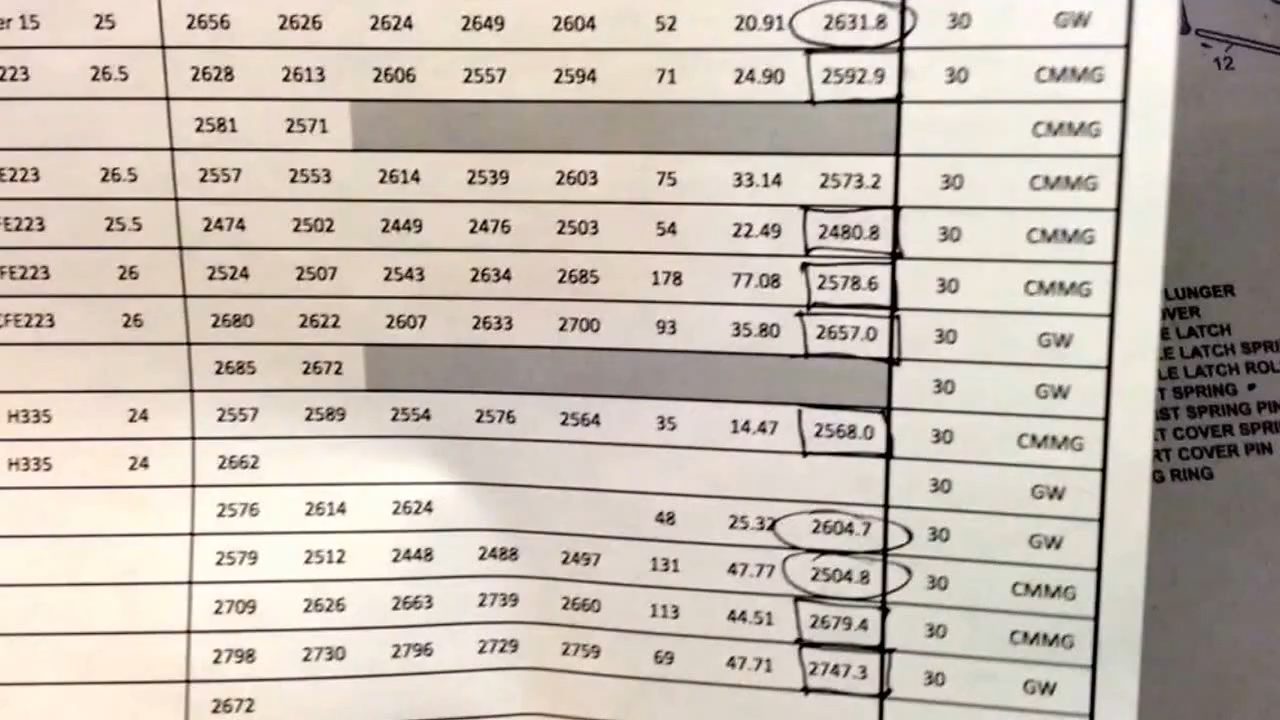 er 15 25 2656 2626 2624 2649 2604 52 20.91 2631.8 30 GW
223 26.5 2628 2613 2606 2557 2594 71 24.90 2592.9 30 CMMG
2581 2571 CMMG
E223 26.5 2557 2553 2614 2539 2603 75 33.14 2573.2 30 CMMG
FE223 25.5 2474 2502 2449 2476 2503 54 22.49 2480.8 30 CMMG
FE223 26 2524 2507 2543 2634 2685 178 77.08 2578.6 30 CMMG
CFE223 26 2680 2622 2607 2633 2700 93 35.80 2657.0 30 GW
2685 2672 30 GW
H335 24 2557 2589 2554 2576 2564 35 14.47 2568.0 30 CMMG
H335 24 2662 30 GW
2576 2614 2624 48 25.32 2604.7 30 GW
2579 2512 2448 2488 2497 131 47.77 2504.8 30 CMMG
2709 2626 2663 2739 2660 113 44.51 2679.4 30 CMMG
2798 2730 2796 2729 2759 69 47.71 2747.3 30 GW
2672
12
LUNGER
OVER
E LATCH
LE LATCH SPRI
LE LATCH ROL
T SPRING
ST SPRING PIN
T COVER SPRI
RT COVER PIN
G RING